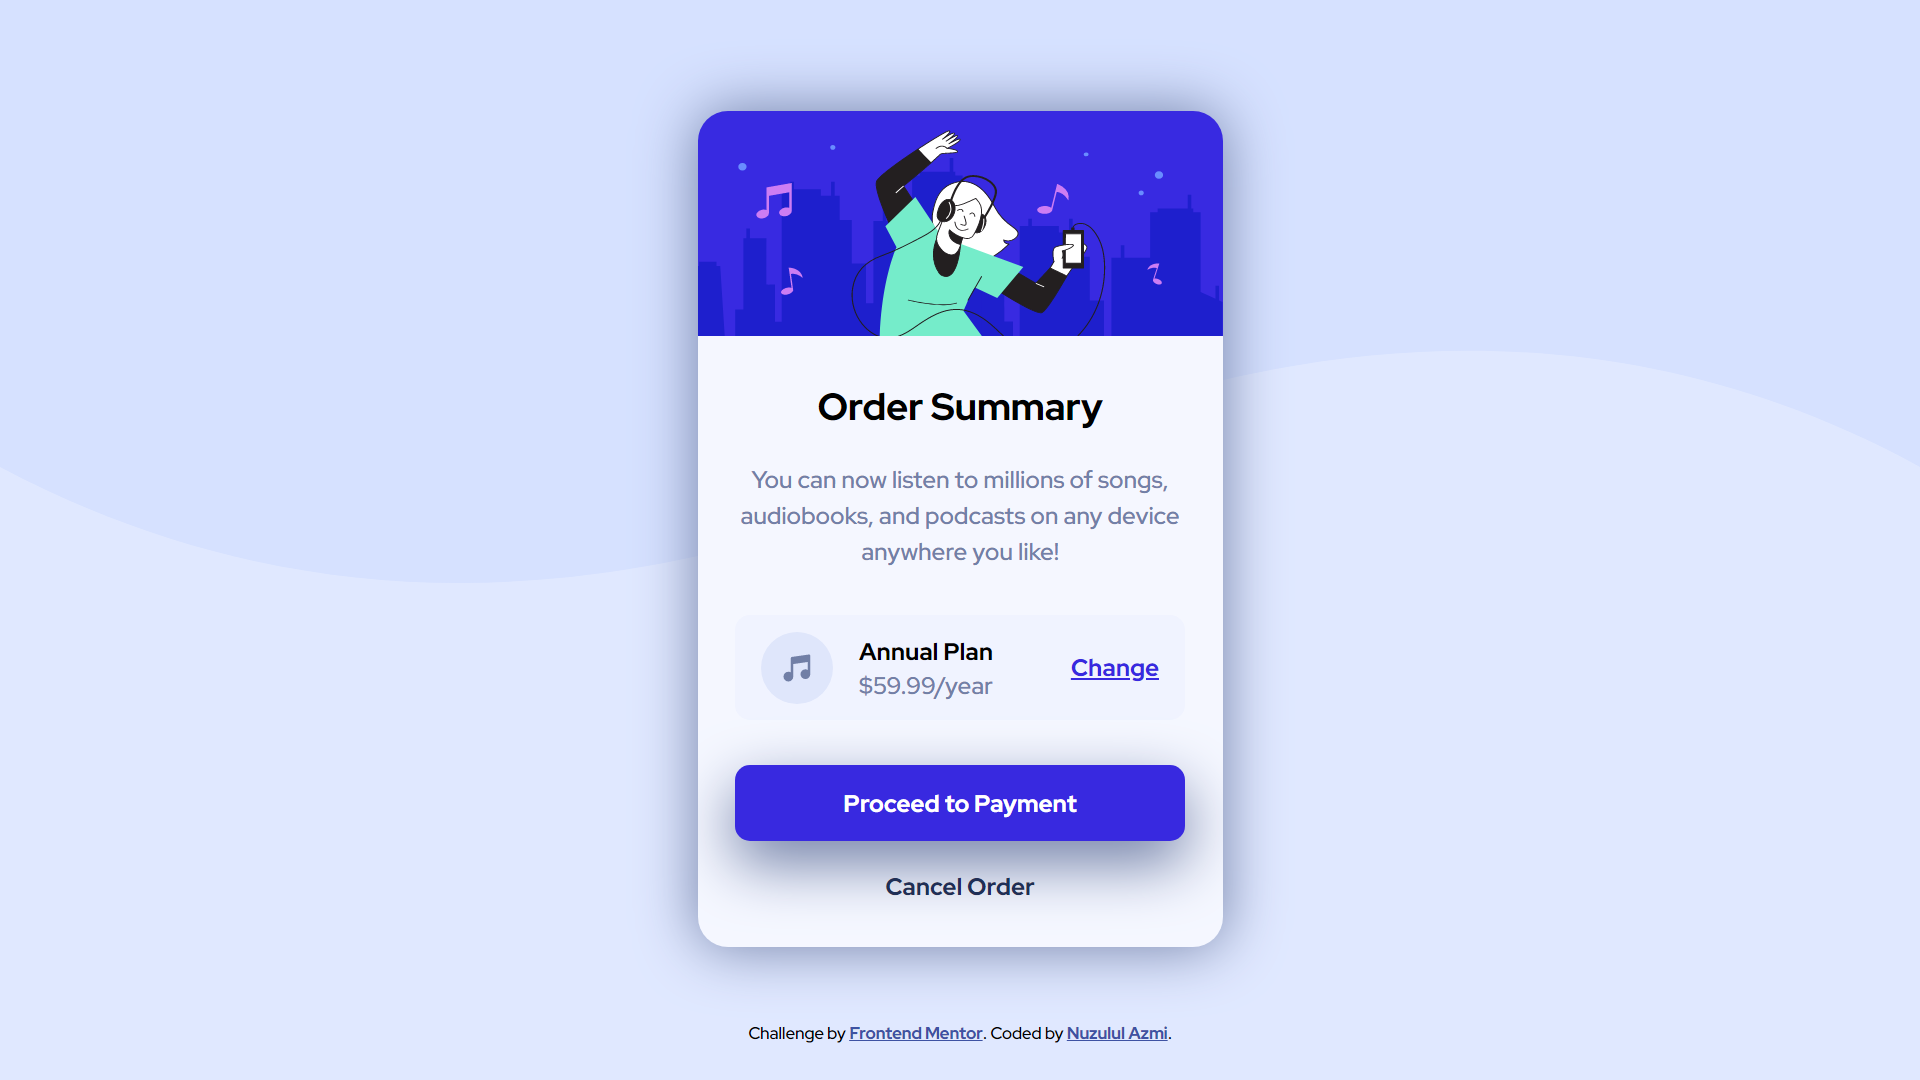 Order Summary
You can now listen to millions of songs,
audiobooks, and podcasts on any device
anywhere you like!
Annual Plan
$59.99/year
Change
Proceed to Payment
Cancel Order
Challenge by Frontend Mentor. Coded by Nuzulul Azmi.